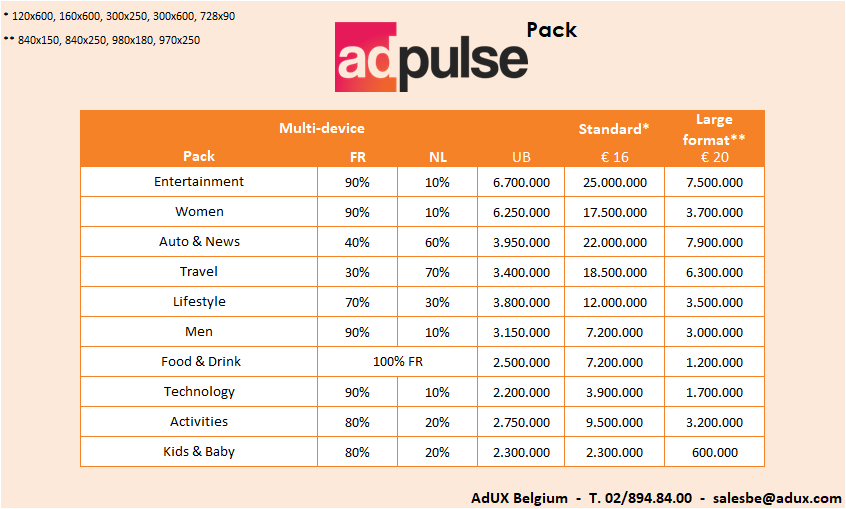 * 120x600, 160x600, 300x250, 300x600, 728x90
** 840x150, 840x250, 980x180, 970x250
adpulse Pack
Multi-device Standard* Large format**
Pack FR NL UB € 16 € 20
Entertainment 90% 10% 6.700.000 25.000.000 7.500.000
Women 90% 10% 6.250.000 17.500.000 3.700.000
Auto & News 40% 60% 3.950.000 22.000.000 7.900.000
Travel 30% 70% 3.400.000 18.500.000 6.300.000
Lifestyle 70% 30% 3.800.000 12.000.000 3.500.000
Men 90% 10% 3.150.000 7.200.000 3.000.000
Food & Drink 100% FR 2.500.000 7.200.000 1.200.000
Technology 90% 10% 2.200.000 3.900.000 1.700.000
Activities 80% 20% 2.750.000 9.500.000 3.200.000
Kids & Baby 80% 20% 2.300.000 2.300.000 600.000
AdUX Belgium - T. 02/894.84.00 - salesbe@adux.com